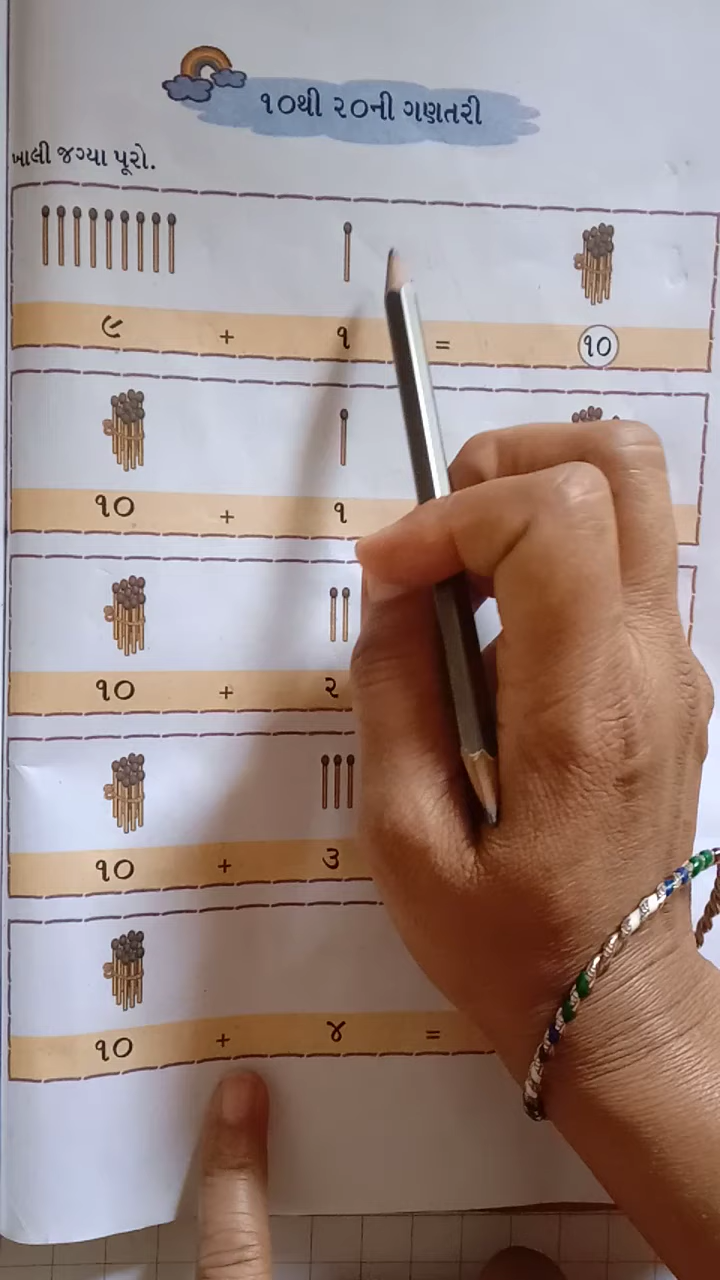 ૧૦થી ૨૦ની ગણતરી
ખાલી જગ્યા પૂરો.
૯ + ૧ = ૧૦
૧૦ + ૧
૧૦ + ૨
૧૦ + ૩
૧૦ + ૪ =